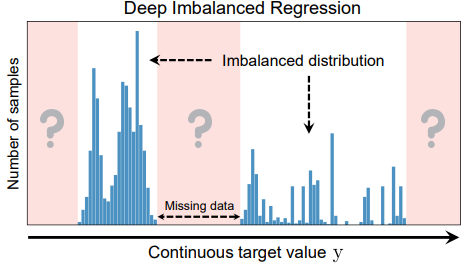 Deep Imbalanced Regression
Number of samples
?
?
?
Imbalanced distribution
Missing data
Continuous target value y